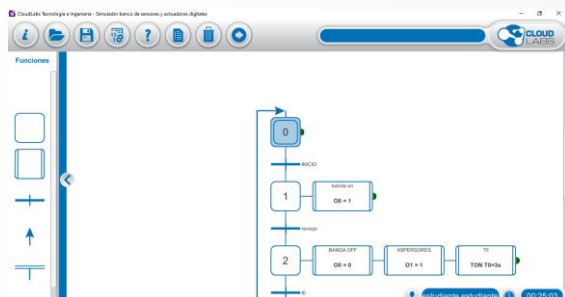 CloudLabs Tecnología e Ingeniería - Simulador banco de sensores y actuadores digitales
CLOUD
LABS
Funciones
0
INICIO
banda on
1
O0 = 1
BANDA OFF
ASPERSORES
T0
2
O0 = 0
O1 = 1
TON T0=3s
estudiante estudiante
00:25:03